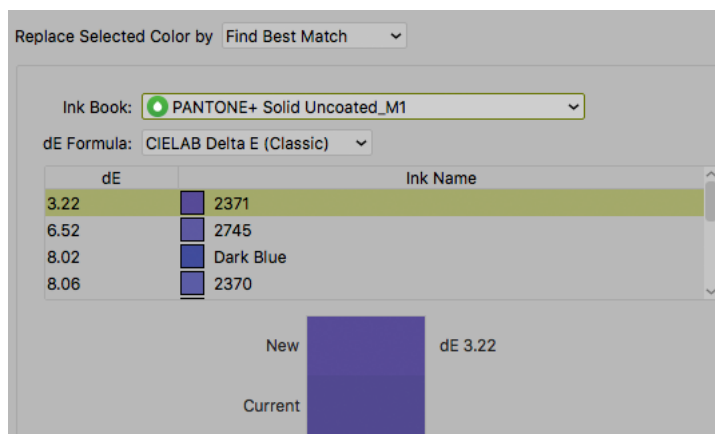 Replace Selected Color by Find Best Match
Ink Book: PANTONE+ Solid Uncoated_M1
dE Formula: CIELAB Delta E (Classic)
dE Ink Name
3.22 2371
6.52 2745
8.02 Dark Blue
8.06 2370
New dE 3.22
Current